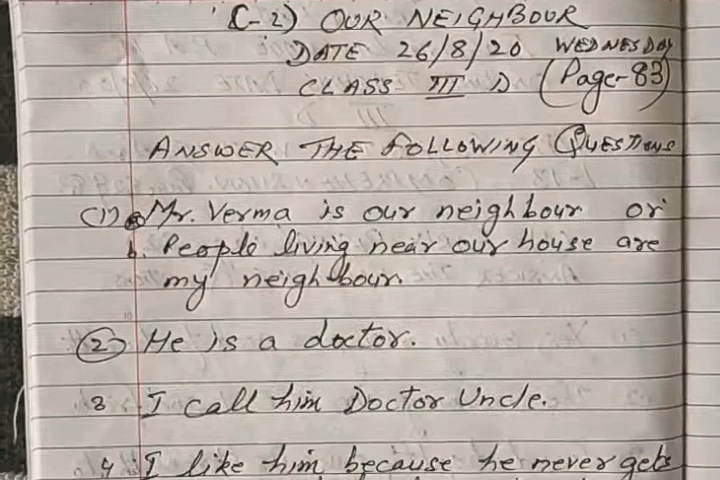 (C-2) OUR NEIGHBOUR
DATE 26/8/20 WEDNESDAY
CLASS III D (Page-83)
ANSWER THE FOLLOWING QUESTIONS
(1) a Mr. Verma is our neighbour or
b. People living near our house are
my neighbour.
(2) He is a doctor.
3 I call him Doctor Uncle.
4 I like him because he never gets